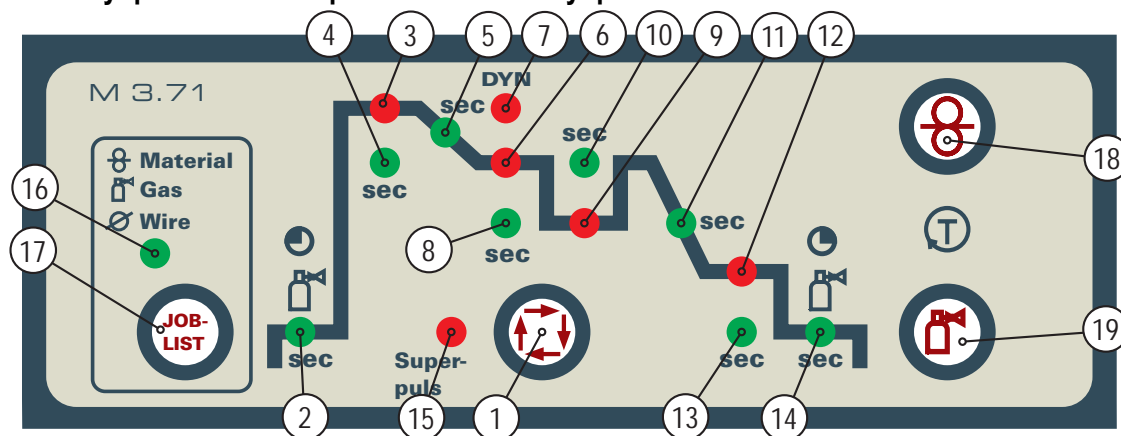 4
3
5
7
6
10
9
11
12
M 3.71
DYN
sec
sec
Material
Gas
Wire
16
18
sec
sec
17
8
sec
JOB-
LIST
T
19
sec
Super-
puls
sec
sec
2
15
1
13
14